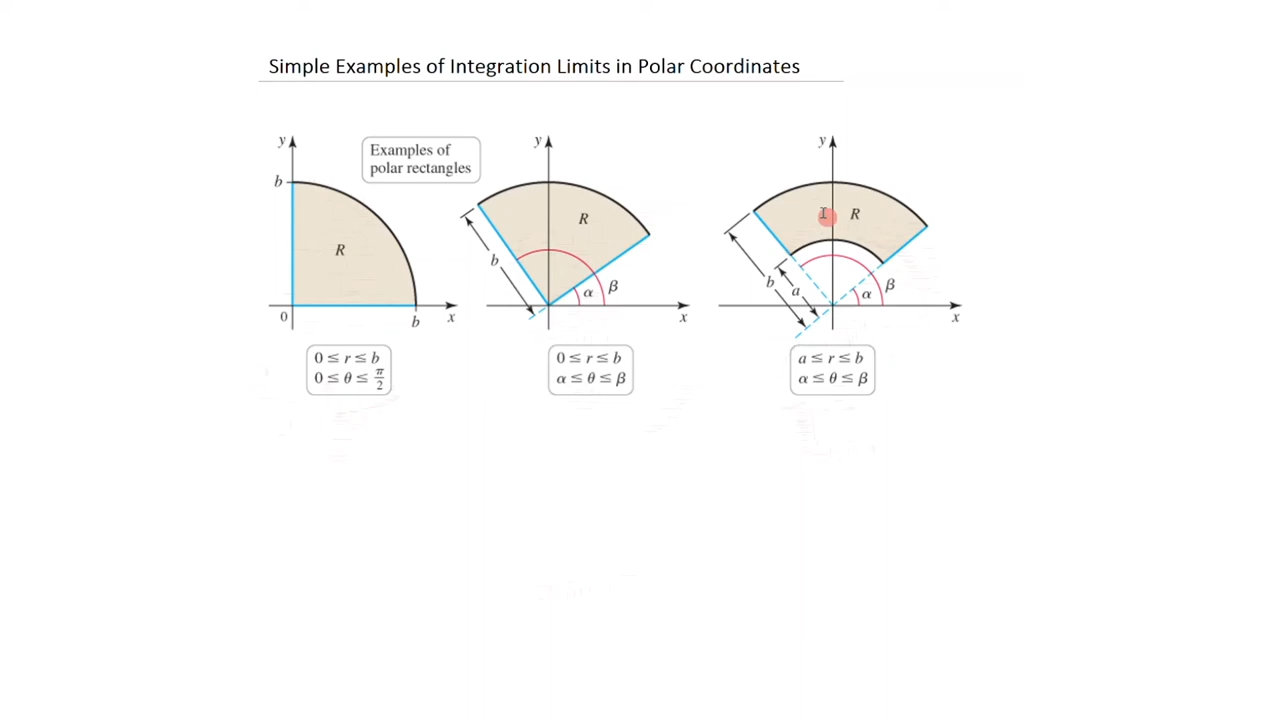 Simple Examples of Integration Limits in Polar Coordinates
Examples of
polar rectangles
y
b
R
0
b
x
0 ≤ r ≤ b
0 ≤ θ ≤ π/2
y
R
b
α
β
x
0 ≤ r ≤ b
α ≤ θ ≤ β
y
R
b
a
α
β
x
a ≤ r ≤ b
α ≤ θ ≤ β